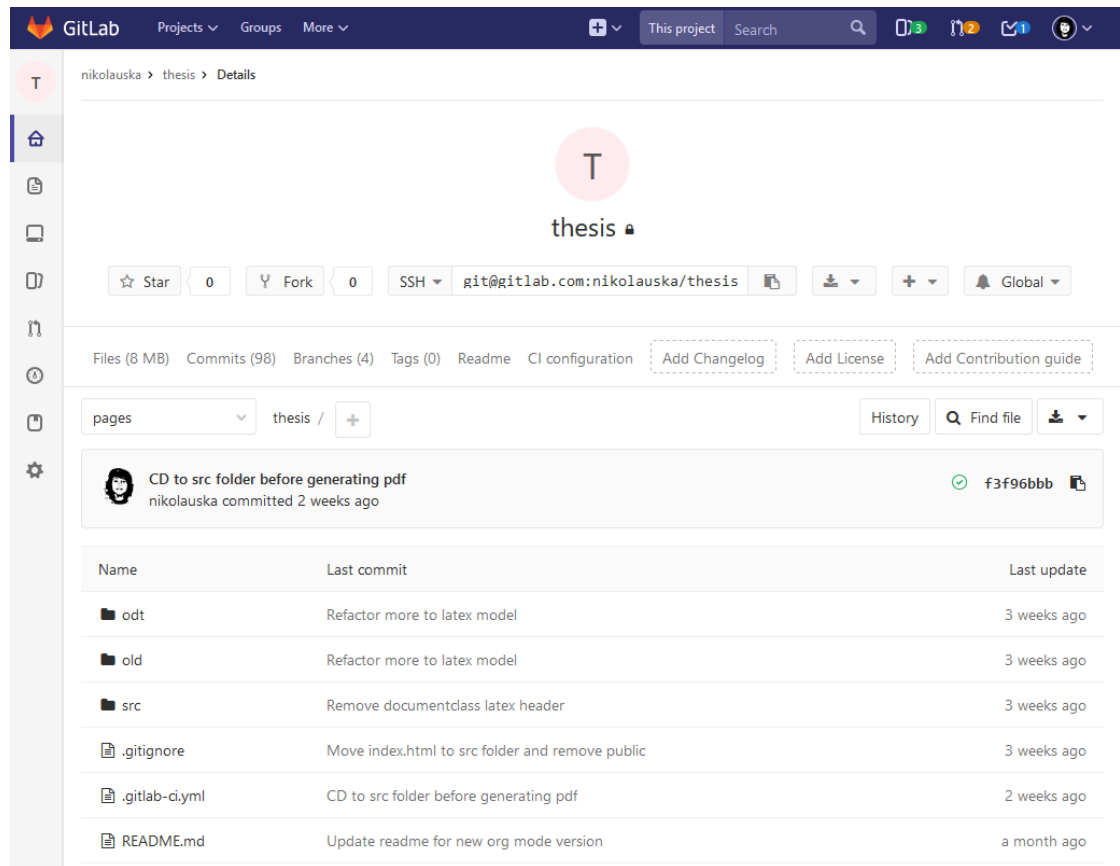 GitLab Projects Groups More This project Search 3 2 1
T nikolauska > thesis > Details
T
thesis
Star 0 Fork 0 SSH git@gitlab.com:nikolauska/thesis Global
Files (8 MB) Commits (98) Branches (4) Tags (0) Readme CI configuration Add Changelog Add License Add Contribution guide
pages thesis / + History Find file
CD to src folder before generating pdf
nikolauska committed 2 weeks ago f3f96bbb
Name Last commit Last update
odt Refactor more to latex model 3 weeks ago
old Refactor more to latex model 3 weeks ago
src Remove documentclass latex header 3 weeks ago
.gitignore Move index.html to src folder and remove public 3 weeks ago
.gitlab-ci.yml CD to src folder before generating pdf 2 weeks ago
README.md Update readme for new org mode version a month ago